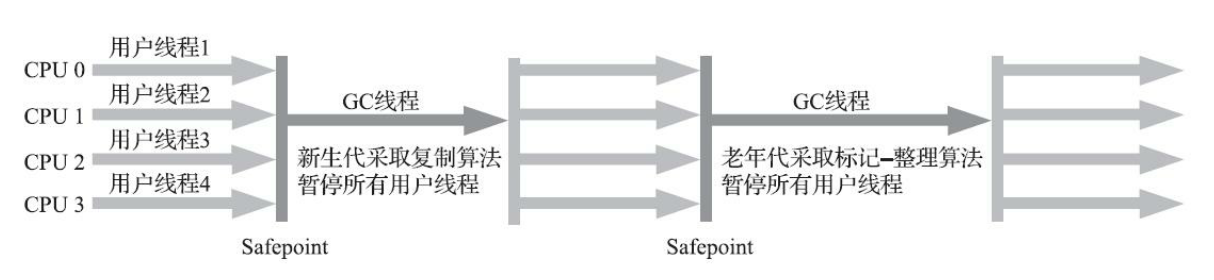 用户线程1
CPU 0
用户线程2
CPU 1
用户线程3
CPU 2
用户线程4
CPU 3
GC线程
新生代采取复制算法
暂停所有用户线程
GC线程
老年代采取标记–整理算法
暂停所有用户线程
Safepoint
Safepoint